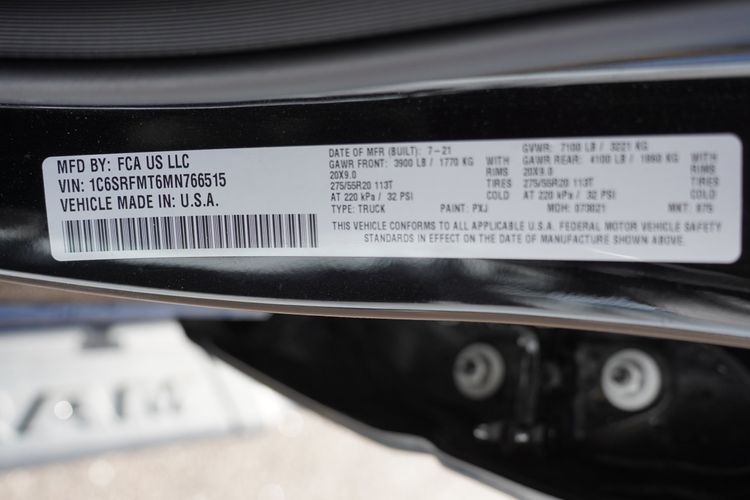 MFD BY: FCA US LLC
VIN: 1C6SRFMT6MN766515
VEHICLE MADE IN: U.S.A.
DATE OF MFR (BUILT): 7-21
GVWR: 7100 LB / 3221 KG
GAWR FRONT: 3900 LB / 1770 KG WITH
GAWR REAR: 4100 LB / 1860 KG WITH
20X9.0 RIMS
20X9.0 RIMS
275/55R20 113T TIRES
275/55R20 113T TIRES
AT 220 kPa / 32 PSI COLD
AT 220 kPa / 32 PSI COLD
TYPE: TRUCK PAINT: PXJ MDH: 070821 MKT:
THIS VEHICLE CONFORMS TO ALL APPLICABLE U.S.A. FEDERAL MOTOR VEHICLE SAFETY
STANDARDS IN EFFECT ON THE DATE OF MANUFACTURE SHOWN ABOVE.